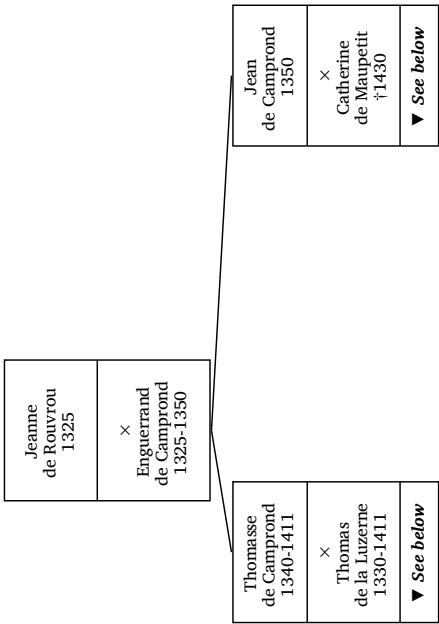 Jeanne
de Rouvrou
1325
×
Enguerrand
de Camprond
1325-1350
Thomasse
de Camprond
1340-1411
×
Thomas
de la Luzerne
1330-1411
▼ See below
Jean
de Camprond
1350
×
Catherine
de Maupetit
†1430
▼ See below